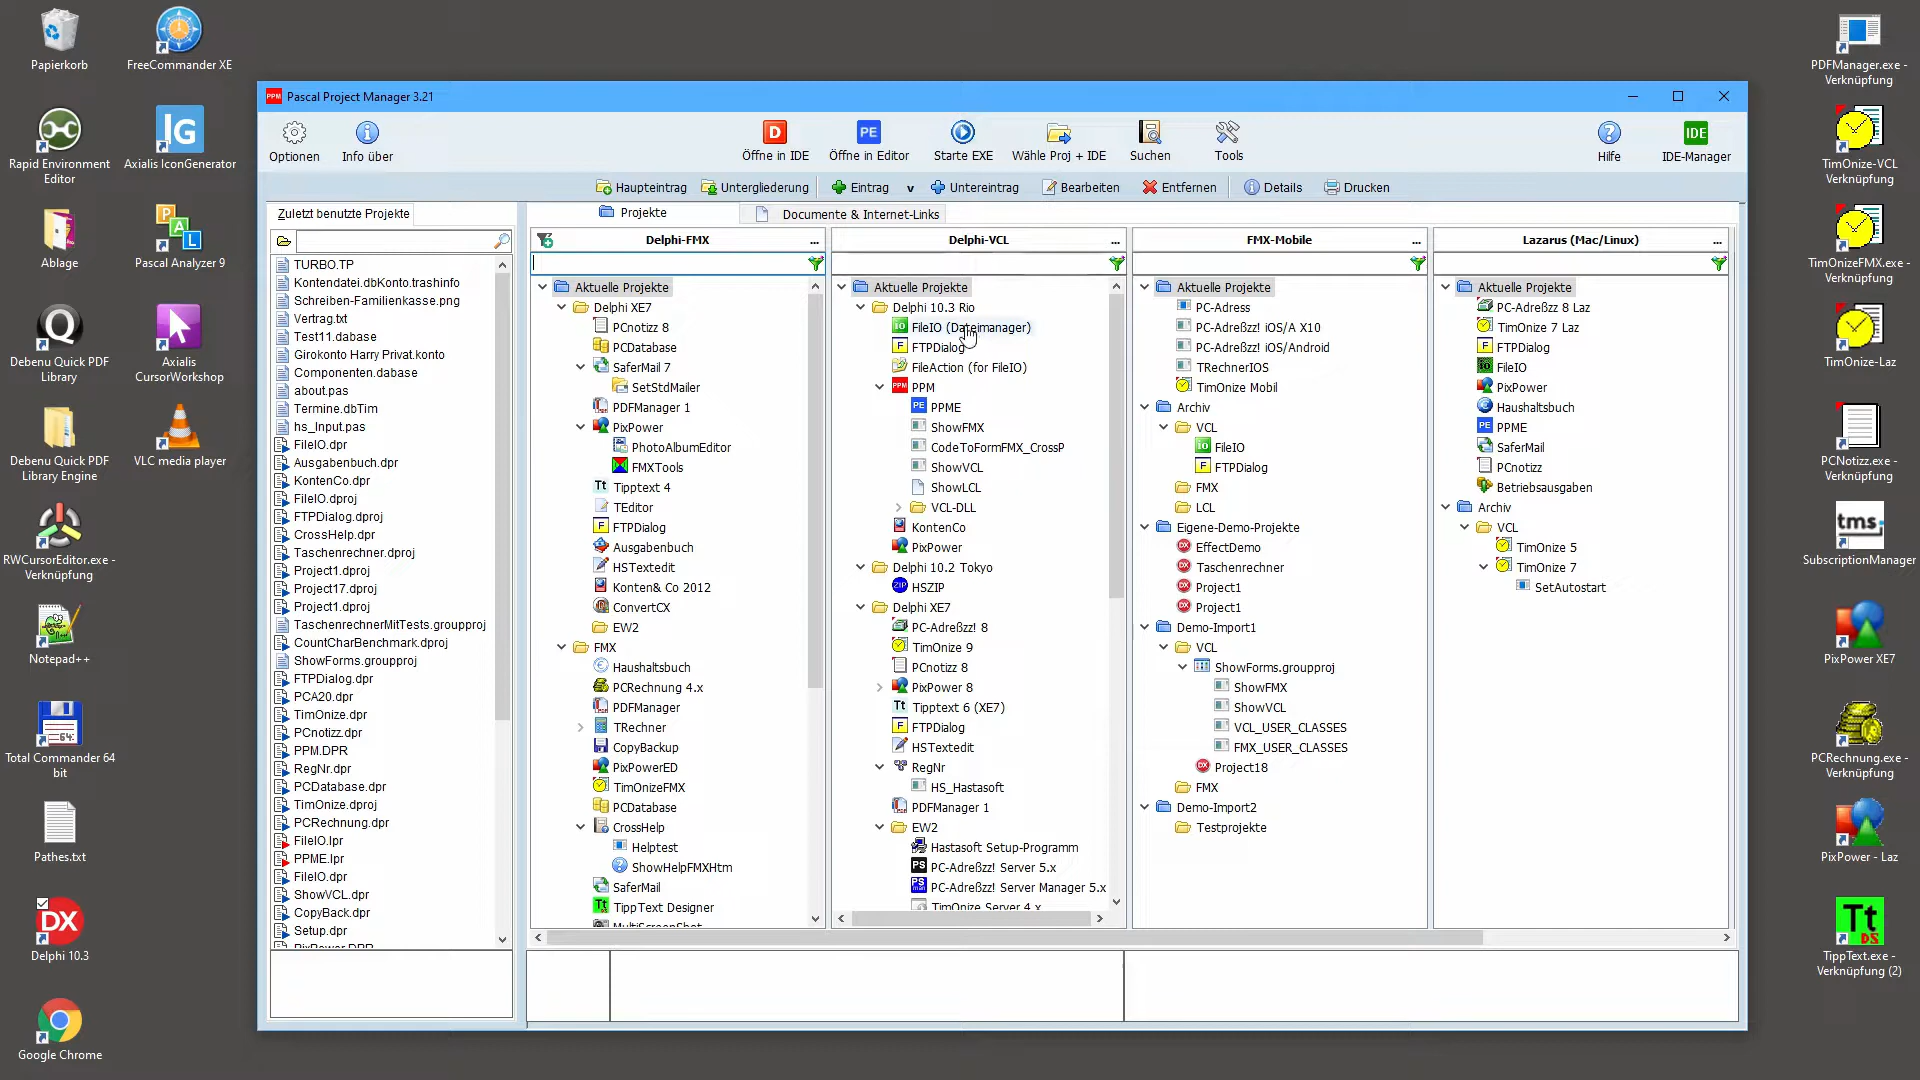 Papierkorb
FreeCommander XE
Rapid Environment
Editor
Axialis IconGenerator
Ablage
Pascal Analyzer 9
Debenu Quick PDF
Library
Axialis
CursorWorkshop
Debenu Quick PDF
Library Engine
VLC media player
RWCursorEditor.exe -
Verknüpfung
Notepad++
Total Commander 64
bit
Pathes.txt
Delphi 10.3
Google Chrome
PPM Pascal Project Manager 3.21
Optionen
Info über
Öffne in IDE
Öffne in Editor
Starte EXE
Wähle Proj + IDE
Suchen
Tools
Hilfe
IDE-Manager
Haupteintrag
Untergliederung
Eintrag
v
Untereintrag
Bearbeiten
Entfernen
Details
Drucken
Zuletzt benutzte Projekte
TURBO.TP
Kontendatei.dbKonto.trashinfo
Schreiben-Familienkasse.png
Vertrag.txt
Test11.dabase
Girokonto Harry Privat.konto
Componenten.dabase
about.pas
Termine.dbTim
hs_Input.pas
FileIO.dpr
Ausgabenbuch.dpr
KontenCo.dpr
FileIO.dproj
FTPDialog.dproj
CrossHelp.dpr
Taschenrechner.dproj
Project1.dproj
Project17.dproj
Project1.dproj
TaschenrechnerMitTests.groupproj
CountCharBenchmark.dproj
ShowForms.groupproj
FTPDialog.dpr
PCA20.dpr
TimOnize.dpr
PCnotizz.dpr
PPM.DPR
RegNr.dpr
PCDatabase.dpr
TimOnize.dproj
PCRechnung.dpr
FileIO.lpr
PPME.lpr
FileIO.dpr
ShowVCL.dpr
CopyBack.dpr
Setup.dpr
PixPower.DPR
Projekte
Documente & Internet-Links
Delphi-FMX ...
Aktuelle Projekte
Delphi XE7
PCnotizz 8
PCDatabase
SaferMail 7
SetStdMailer
PDFManager 1
PixPower
PhotoAlbumEditor
FMXTools
Tipptext 4
TEditor
FTPDialog
Ausgabenbuch
HSTextedit
Konten& Co 2012
ConvertCX
EW2
FMX
Haushaltsbuch
PCRechnung 4.x
PDFManager
TRechner
CopyBackup
PixPowerED
TimOnizeFMX
PCDatabase
CrossHelp
Helptest
ShowHelpFMXHtm
SaferMail
TippText Designer
MultiScreenShot
Delphi-VCL ...
Aktuelle Projekte
Delphi 10.3 Rio
FileIO (Dateimanager)
FTPDialog
FileAction (for FileIO)
PPM
PPME
ShowFMX
CodeToFormFMX_CrossP
ShowVCL
ShowLCL
VCL-DLL
KontenCo
PixPower
Delphi 10.2 Tokyo
HSZIP
Delphi XE7
PC-Adreßzz! 8
TimOnize 9
PCnotizz 8
PixPower 8
Tipptext 6 (XE7)
FTPDialog
HSTextedit
RegNr
HS_Hastasoft
PDFManager 1
EW2
Hastasoft Setup-Programm
PC-Adreßzz! Server 5.x
PC-Adreßzz! Server Manager 5.x
TimOnize Server 4.x
FMX-Mobile ...
Aktuelle Projekte
PC-Adress
PC-Adreßzz! iOS/A X10
PC-Adreßzz! iOS/Android
TRechnerIOS
TimOnize Mobil
Archiv
VCL
FileIO
FTPDialog
FMX
LCL
Eigene-Demo-Projekte
EffectDemo
Taschenrechner
Project1
Project1
Demo-Import1
VCL
ShowForms.groupproj
ShowFMX
ShowVCL
VCL_USER_CLASSES
FMX_USER_CLASSES
Project18
FMX
Demo-Import2
Testprojekte
Lazarus (Mac/Linux) ...
Aktuelle Projekte
PC-Adreßzz 8 Laz
TimOnize 7 Laz
FTPDialog
FileIO
PixPower
Haushaltsbuch
PPME
SaferMail
PCnotizz
Betriebsausgaben
Archiv
VCL
TimOnize 5
TimOnize 7
SetAutostart
PDFManager.exe -
Verknüpfung
TimOnize-VCL
Verknüpfung
TimOnizeFMX.exe -
Verknüpfung
TimOnize-Laz
PCNotizz.exe -
Verknüpfung
tms;
SubscriptionManager
PixPower XE7
PCRechnung.exe -
Verknüpfung
PixPower - Laz
TippText.exe -
Verknüpfung (2)